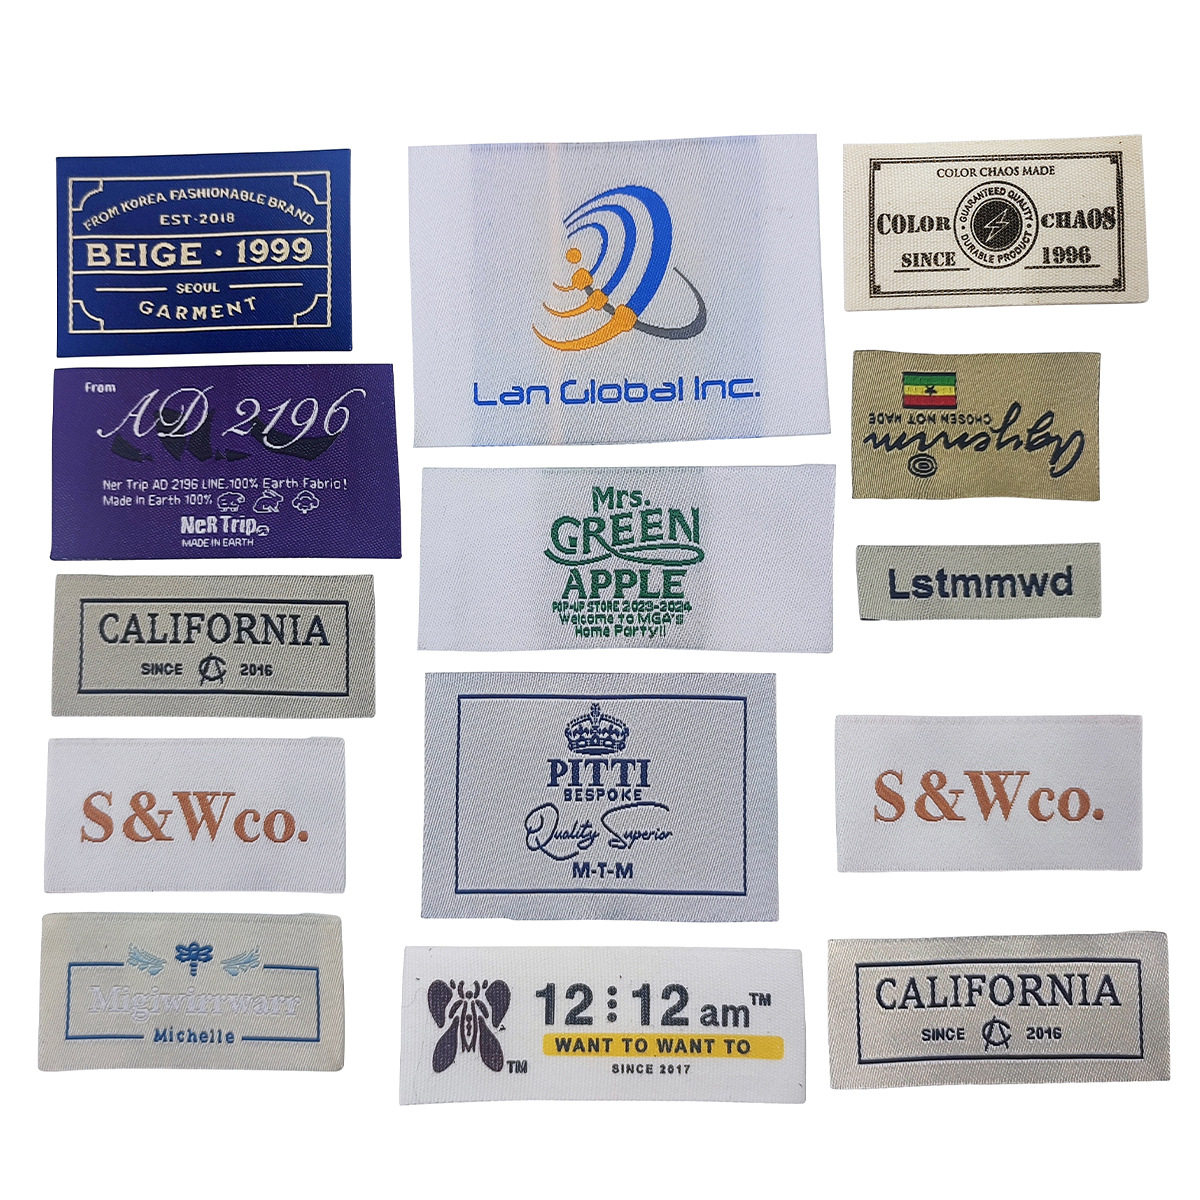 FROM KOREA FASHIONABLE BRAND
EST-2018
BEIGE · 1999
SEOUL
GARMENT
From
AD 2196
Ner Trip AD 2196 LINE.100% Earth Fabric!
Made in Earth 100%
NeR Trip
MADE IN EARTH
CALIFORNIA
SINCE CA 2016
S&Wco.
Migiwirrwarr
Michelle
Lan Global Inc.
Mrs.
GREEN
APPLE
POP-UP STORE 2023-2024
Welcome to MGA's
Home Party!!
PITTI
BESPOKE
Quality Superior
M-T-M
12:12am™
WANT TO WANT TO
SINCE 2017
TM
COLOR CHAOS MADE
GUARANTEED QUALITY
COLOR CHAOS
SINCE 1996
· DURABLE PRODUCT ·
CHOSEN NOT MADE
Lstmmwd
S&Wco.
CALIFORNIA
SINCE CA 2016